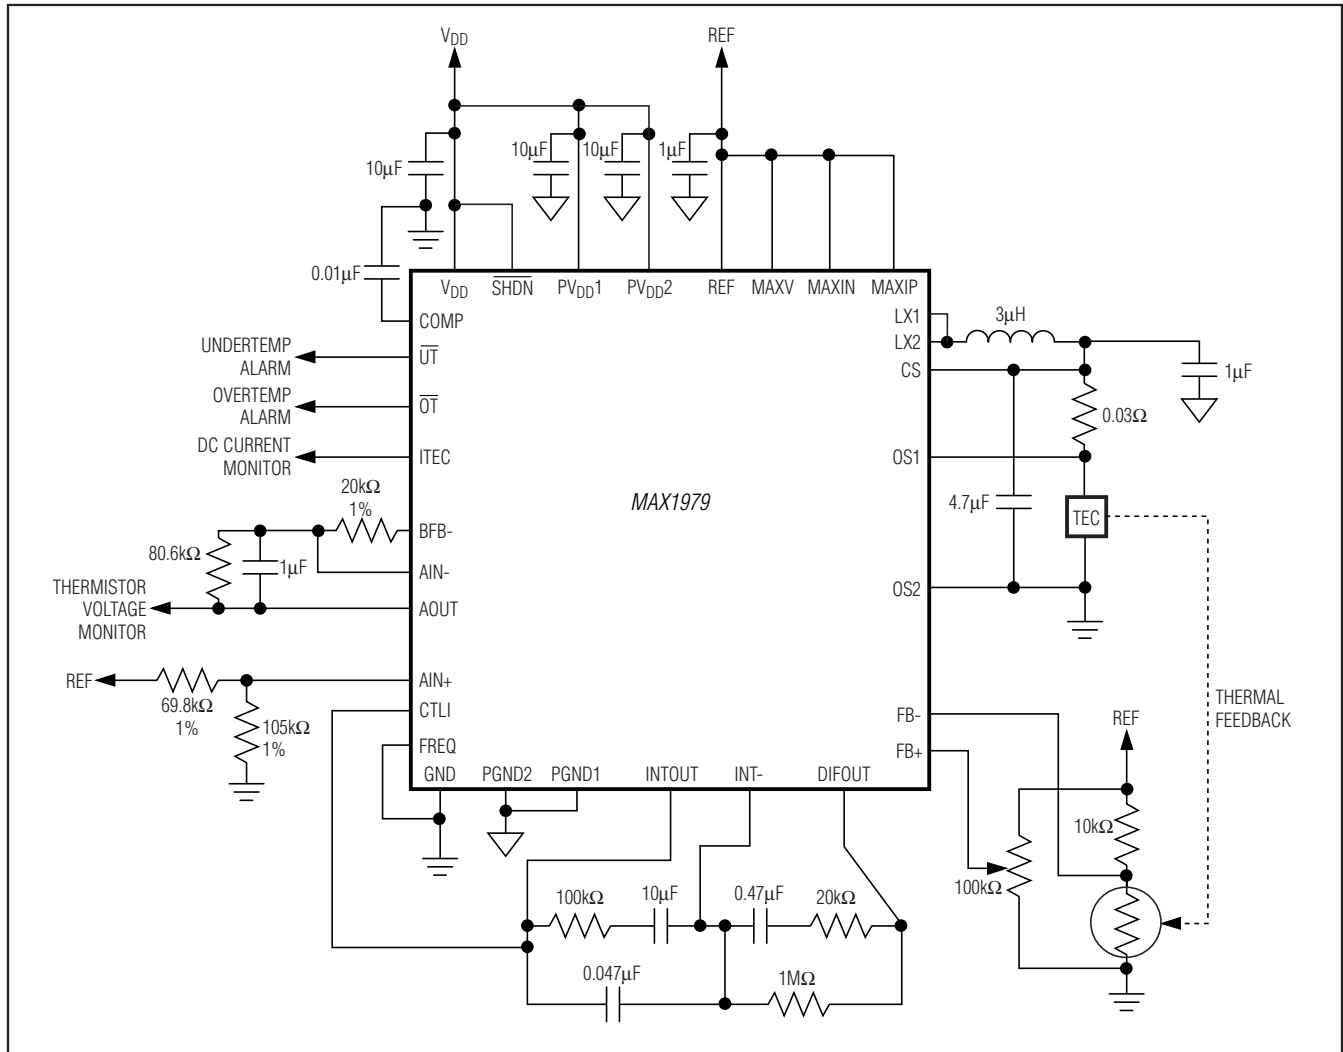 VDD
REF
10µF
10µF
10µF
1µF
0.01µF
VDD
SHDN
PVDD1
PVDD2
REF
MAXV
MAXIN
MAXIP
COMP
LX1
LX2
3µH
CS
1µF
UNDERTEMP
ALARM
UT
OVERTEMP
ALARM
OT
0.03Ω
DC CURRENT
MONITOR
ITEC
OS1
MAX1979
4.7µF
TEC
20kΩ
1%
BFB-
80.6kΩ
1µF
AIN-
THERMISTOR
VOLTAGE
MONITOR
AOUT
OS2
REF
69.8kΩ
1%
AIN+
105kΩ
1%
CTLI
FREQ
FB-
FB+
THERMAL
FEEDBACK
REF
GND
PGND2
PGND1
INTOUT
INT-
DIFOUT
10kΩ
100kΩ
100kΩ
10µF
0.47µF
20kΩ
0.047µF
1MΩ